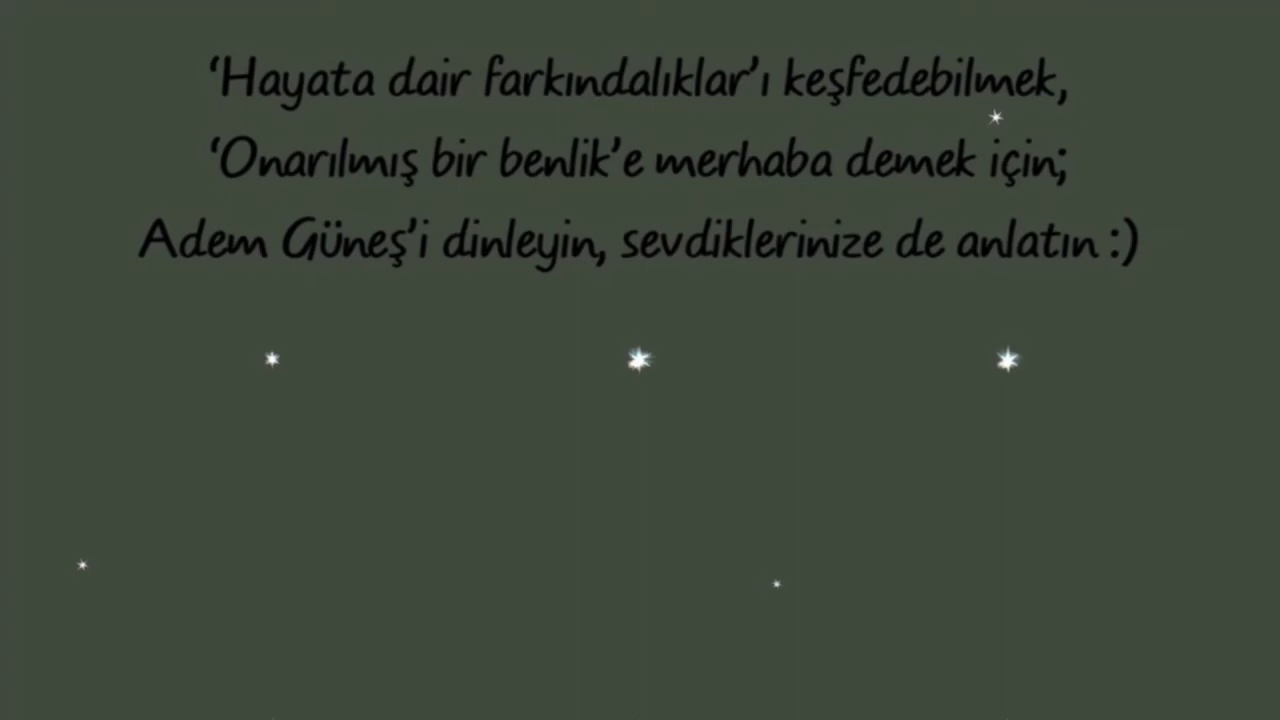 ‘Hayata dair farkındalıklar’ı keşfedebilmek,
‘Onarılmış bir benlik’e merhaba demek için;
Adem Güneş’i dinleyin, sevdiklerinize de anlatın :)